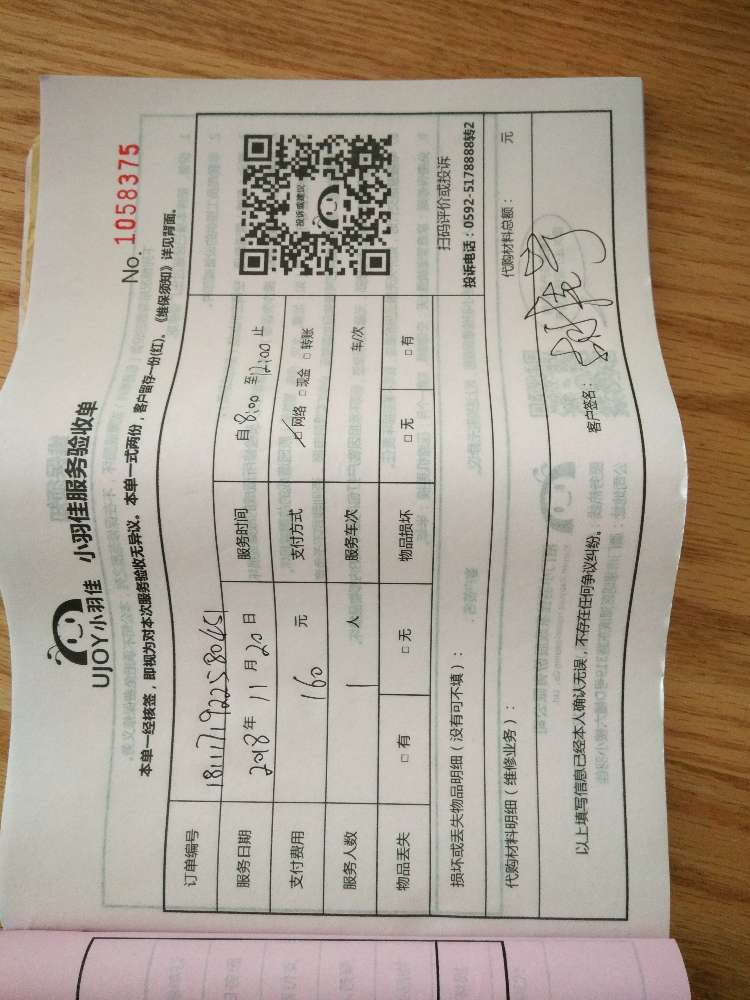 UJOY小羽佳 小羽佳服务验收单
No. 1058375
本单一经核签，即视为对本次服务验收无异议。本单一式两份，客户留存一份(红)。《维保须知》详见背面。
订单编号 181117192258045
服务日期 2018年 11月20日 服务时间 自8:00至12:00止
支付费用 160 元 支付方式 □网络 □现金 □转账
服务人数 1 人 服务车次 车/次
物品丢失 □有 □无 物品损坏 □无 □有
投诉或建议
扫码评价或投诉
投诉电话：0592-5178888转2
损坏或丢失物品明细（没有可不填）：
代购材料明细（维修业务）： 代购材料总额： 元
以上填写信息已经本人确认无误，不存在任何争议纠纷。 客户签名：